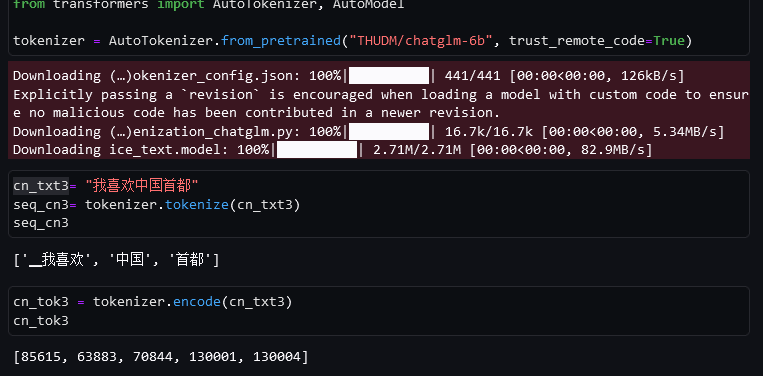 from transformers import AutoTokenizer, AutoModel
tokenizer = AutoTokenizer.from_pretrained("THUDM/chatglm-6b", trust_remote_code=True)
Downloading (…)okenizer_config.json: 100%|██████████| 441/441 [00:00<00:00, 126kB/s]
Explicitly passing a `revision` is encouraged when loading a model with custom code to ensur
e no malicious code has been contributed in a newer revision.
Downloading (…)enization_chatglm.py: 100%|██████████| 16.7k/16.7k [00:00<00:00, 5.34MB/s]
Downloading ice_text.model: 100%|██████████| 2.71M/2.71M [00:00<00:00, 82.9MB/s]
cn_txt3= "我喜欢中国首都"
seq_cn3= tokenizer.tokenize(cn_txt3)
seq_cn3
['▁我喜欢', '中国', '首都']
cn_tok3 = tokenizer.encode(cn_txt3)
cn_tok3
[85615, 63883, 70844, 130001, 130004]